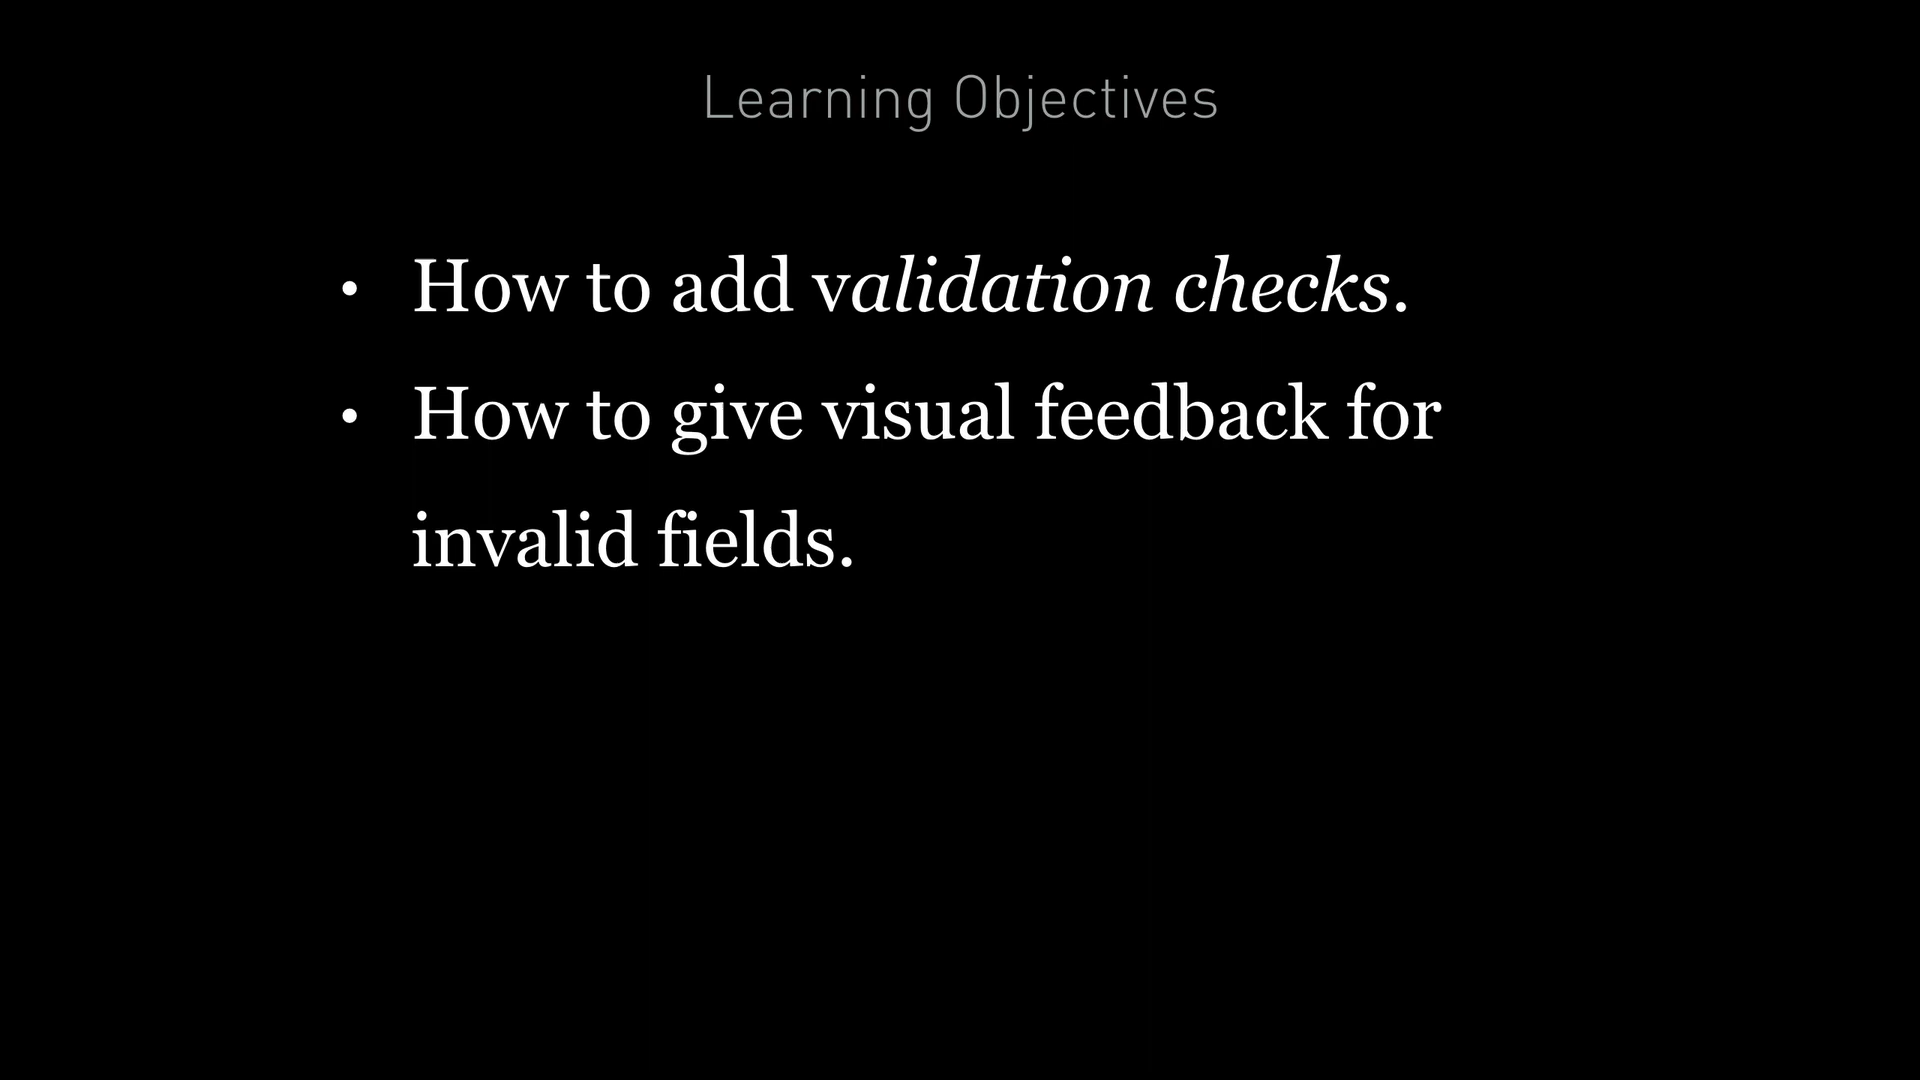 Learning Objectives
• How to add validation checks.
• How to give visual feedback for
invalid fields.